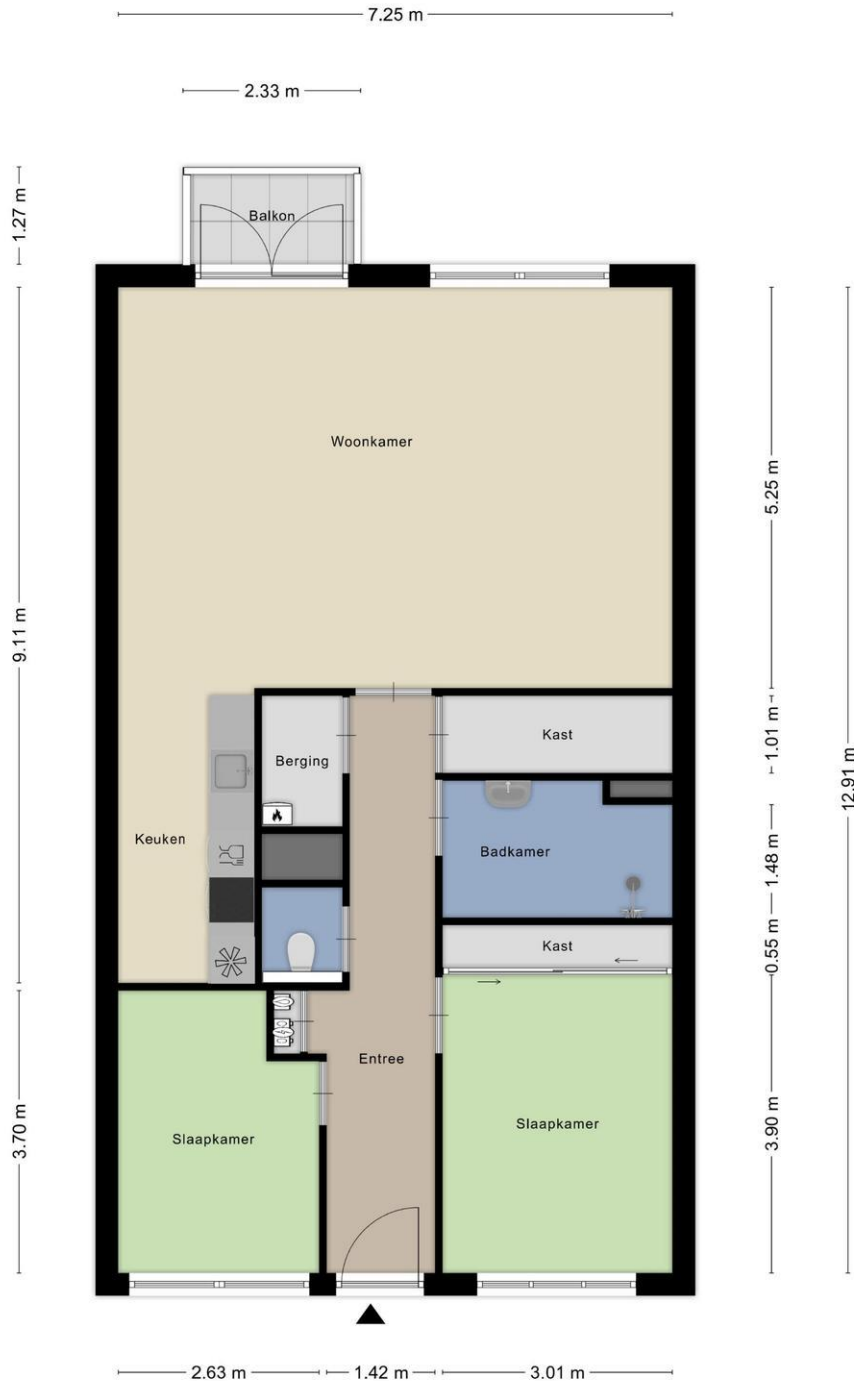 7.25 m
2.33 m
1.27 m
Balkon
Woonkamer
5.25 m
9.11 m
12.91 m
1.01 m
Kast
Berging
Keuken
Badkamer
1.48 m
Kast
0.55 m
Entree
Slaapkamer
Slaapkamer
3.70 m
3.90 m
2.63 m
1.42 m
3.01 m